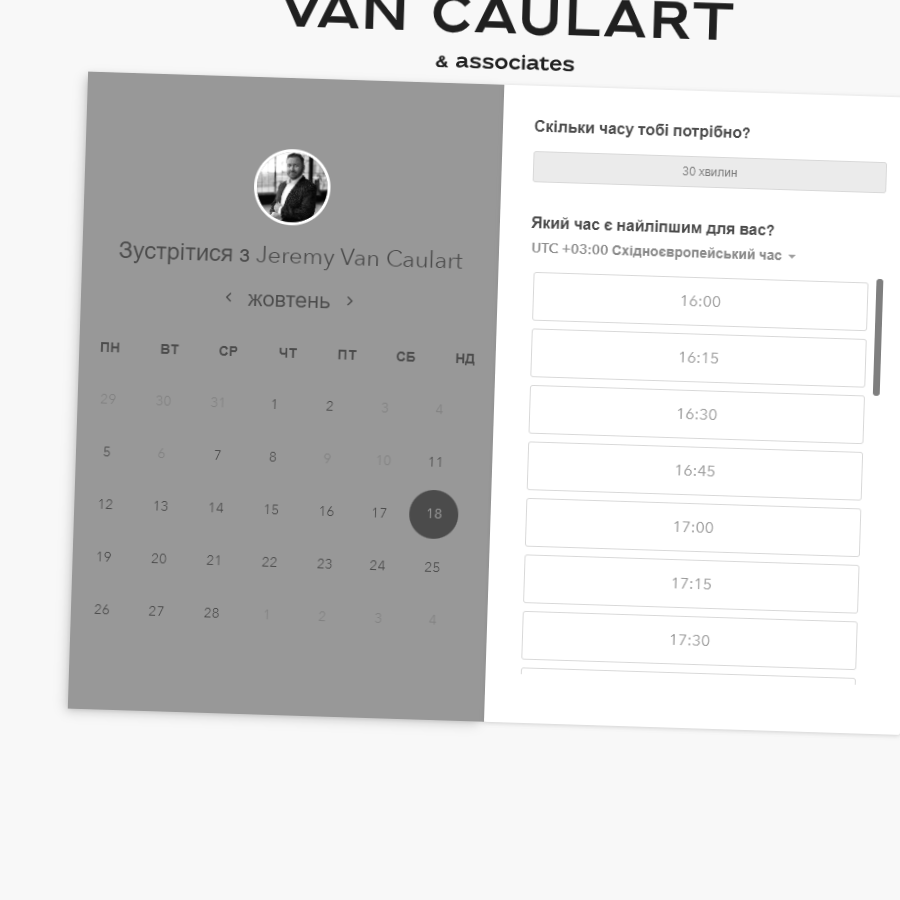 VAN CAULART
& associates
Зустрітися з Jeremy Van Caulart
жовтень
ПН ВТ СР ЧТ ПТ СБ НД
29 30 31 1 2 3 4
5 6 7 8 9 10 11
12 13 14 15 16 17 18
19 20 21 22 23 24 25
26 27 28 1 2 3 4
Скільки часу тобі потрібно?
30 хвилин
Який час є найліпшим для вас?
UTC +03:00 Східноєвропейський час
16:00
16:15
16:30
16:45
17:00
17:15
17:30